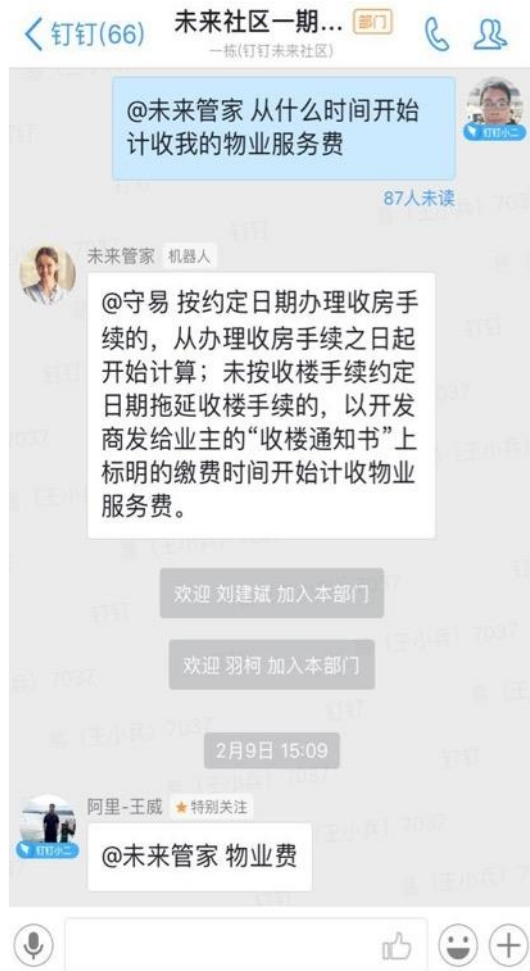 钉钉(66)
未来社区一期... 部门
一栋(钉钉未来社区)
@未来管家 从什么时间开始
计收我的物业服务费
钉钉小二
87人未读
未来管家 机器人
@守易 按约定日期办理收房手
续的，从办理收房手续之日起
开始计算；未按收楼手续约定
日期拖延收楼手续的，以开发
商发给业主的“收楼通知书”上
标明的缴费时间开始计收物业
服务费。
欢迎 刘建斌 加入本部门
欢迎 羽柯 加入本部门
2月9日 15:09
阿里-王威 ★特别关注
钉钉小二
@未来管家 物业费